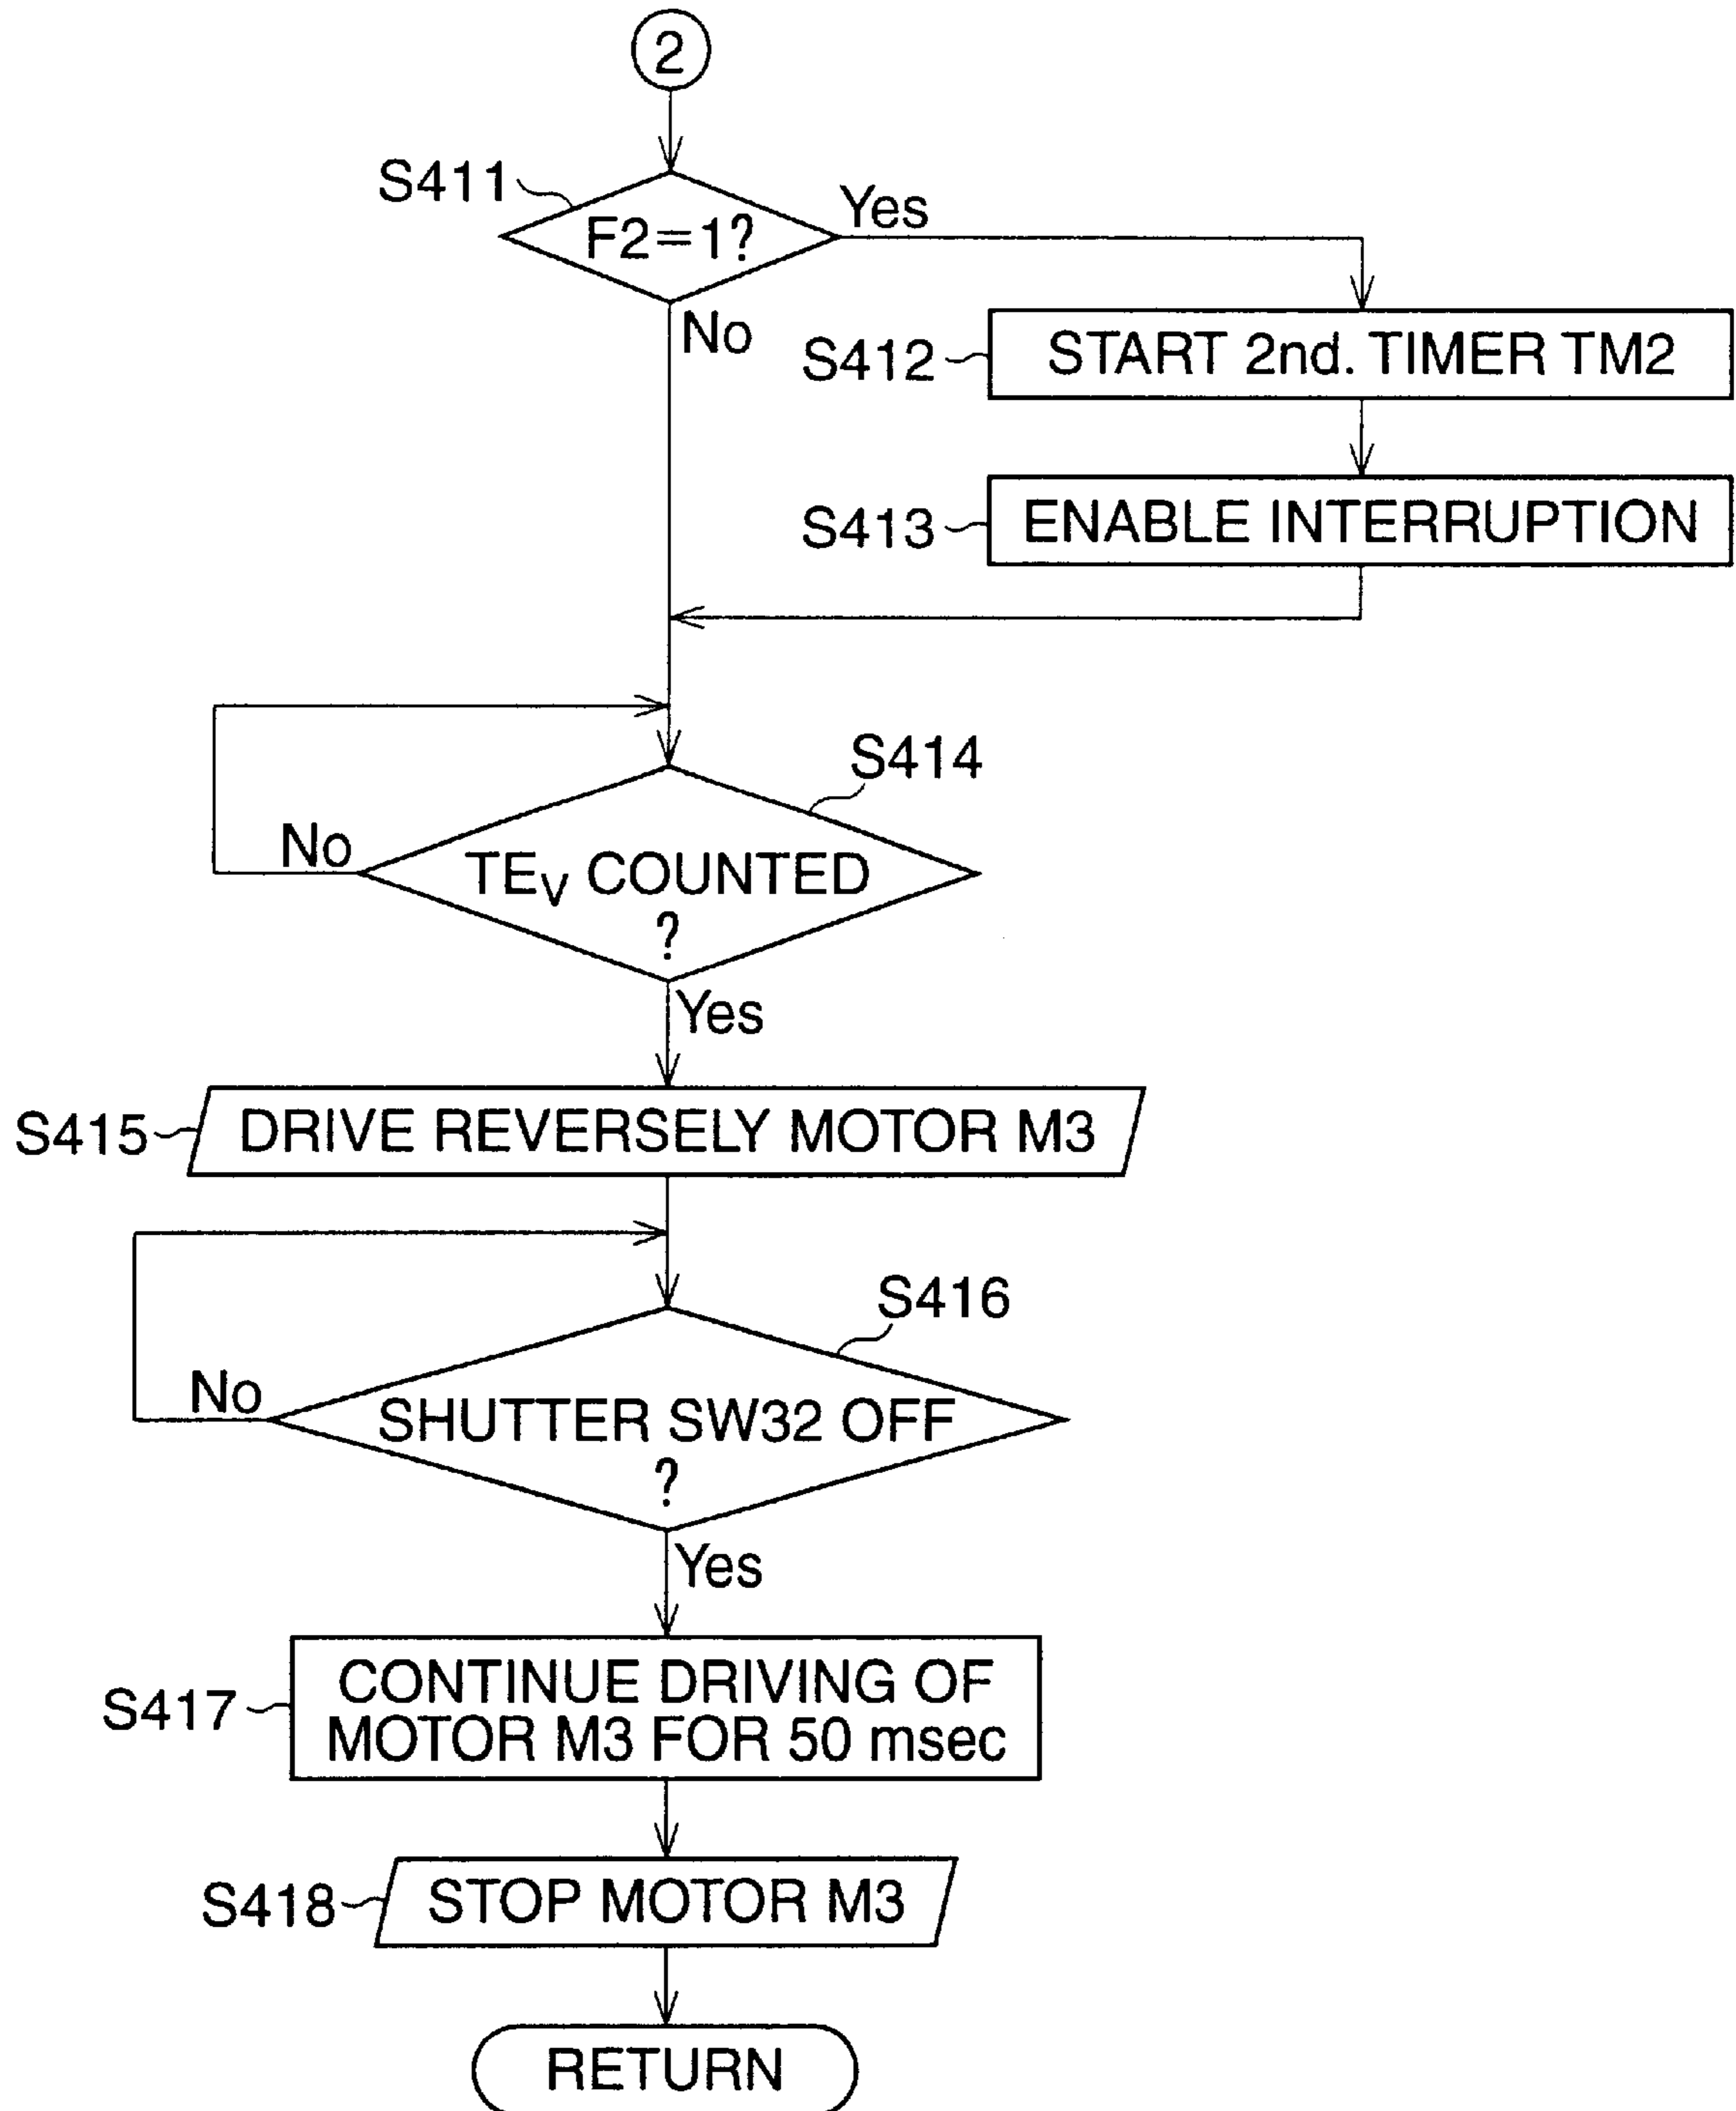 2
S411
F2=1?
Yes
No
S412
START 2nd. TIMER TM2
S413
ENABLE INTERRUPTION
S414
No
TEV COUNTED
?
Yes
S415
DRIVE REVERSELY MOTOR M3
S416
No
SHUTTER SW32 OFF
?
Yes
S417
CONTINUE DRIVING OF
MOTOR M3 FOR 50 msec
S418
STOP MOTOR M3
RETURN